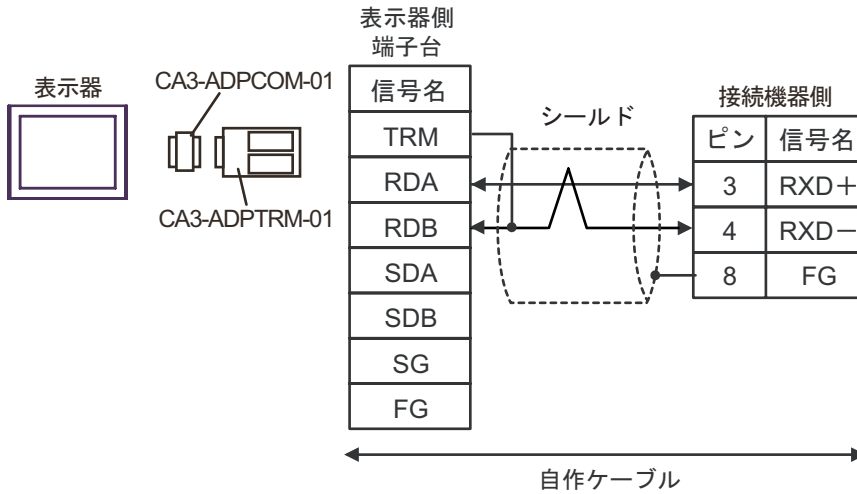 表示器
CA3-ADPCOM-01
CA3-ADPTRM-01
表示器側
端子台
信号名
TRM
RDA
RDB
SDA
SDB
SG
FG
シールド
接続機器側
ピン 信号名
3 RXD＋
4 RXD－
8 FG
自作ケーブル